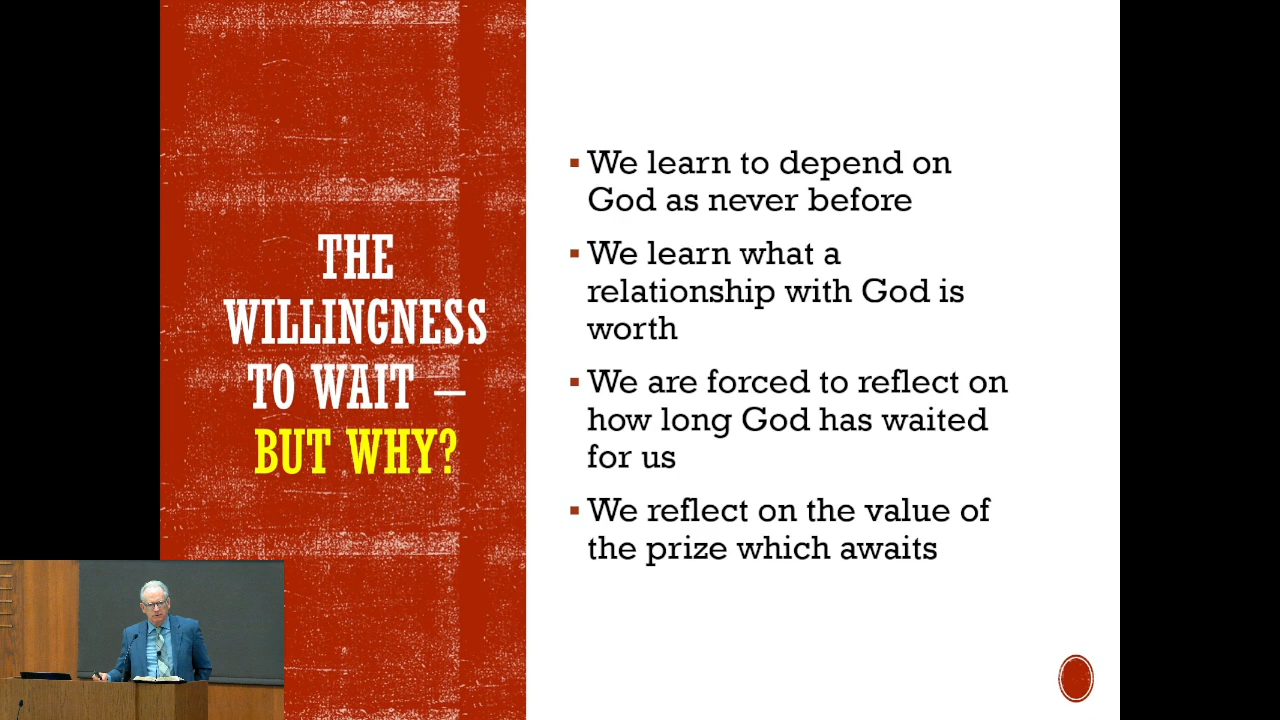 THE
WILLINGNESS
TO WAIT –
BUT WHY?
We learn to depend on
God as never before
We learn what a
relationship with God is
worth
We are forced to reflect on
how long God has waited
for us
We reflect on the value of
the prize which awaits